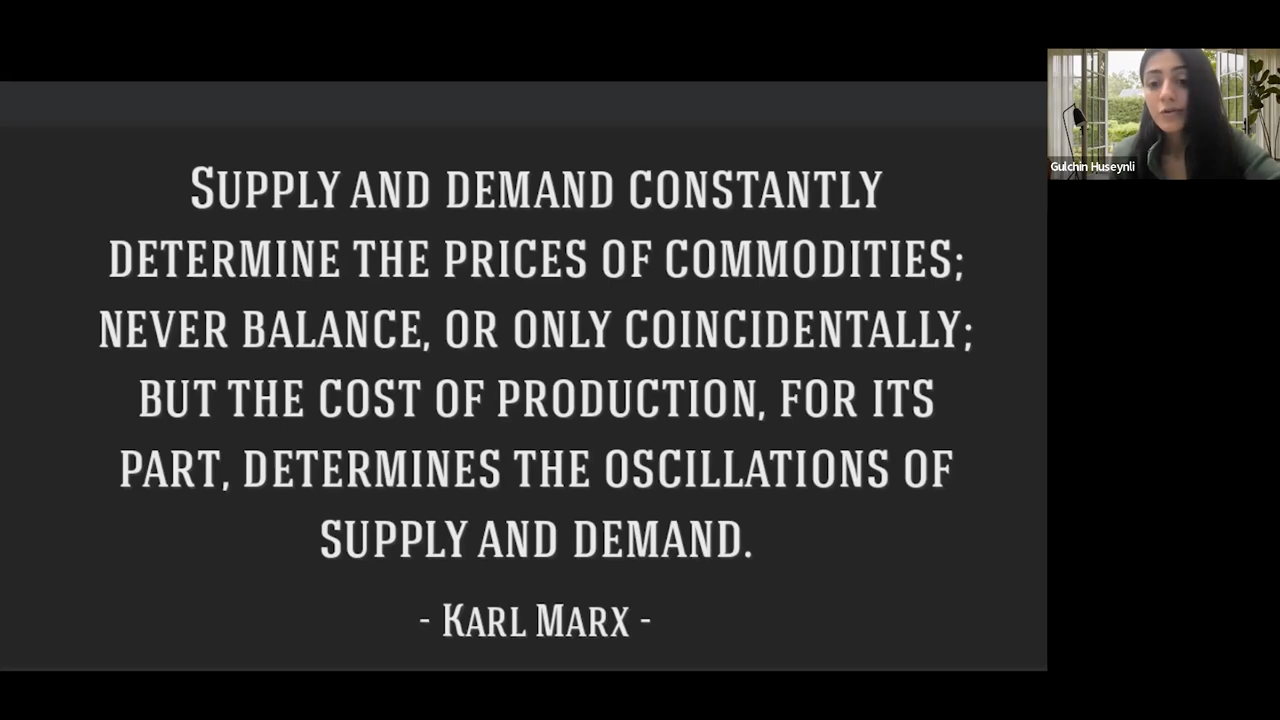 Supply and demand constantly
determine the prices of commodities;
never balance, or only coincidentally;
but the cost of production, for its
part, determines the oscillations of
supply and demand.
- Karl Marx -
Gulchin Huseynli